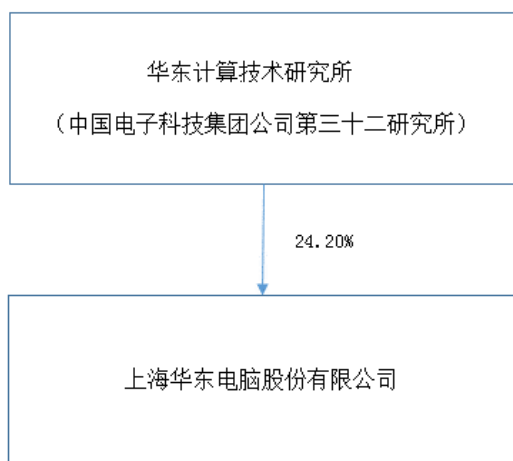 华东计算技术研究所
（中国电子科技集团公司第三十二研究所）
24.20%
上海华东电脑股份有限公司